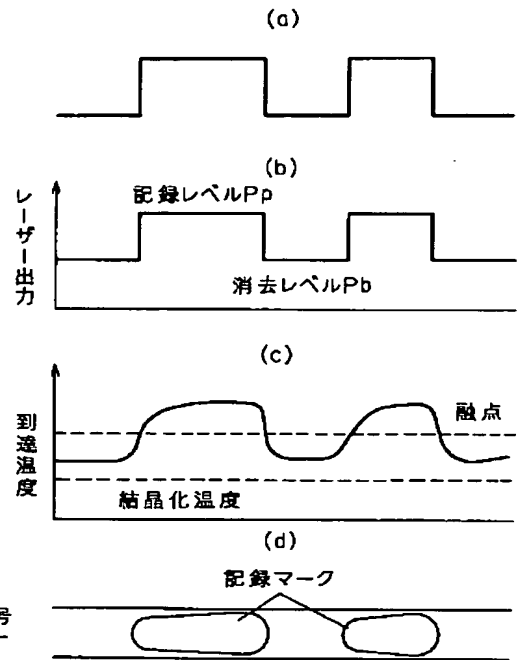 (a)
(b)
レーザー出力
記録レベルPp
消去レベルPb
(c)
到達温度
融点
結晶化温度
(d)
記録マーク
号